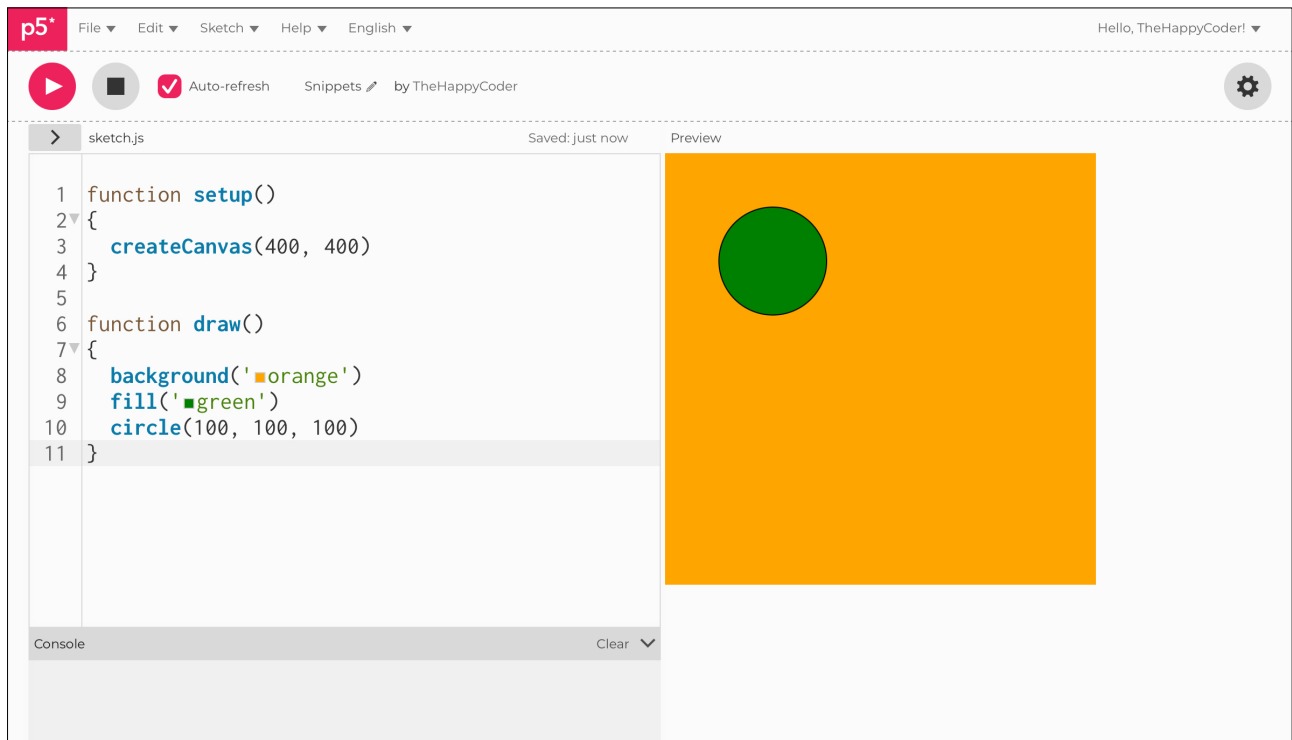 p5* File Edit Sketch Help English Hello, TheHappyCoder!
Auto-refresh Snippets by TheHappyCoder
sketch.js Saved: just now Preview
1 function setup()
2 {
3   createCanvas(400, 400)
4 }
5
6 function draw()
7 {
8   background('orange')
9   fill('green')
10   circle(100, 100, 100)
11 }
Console Clear